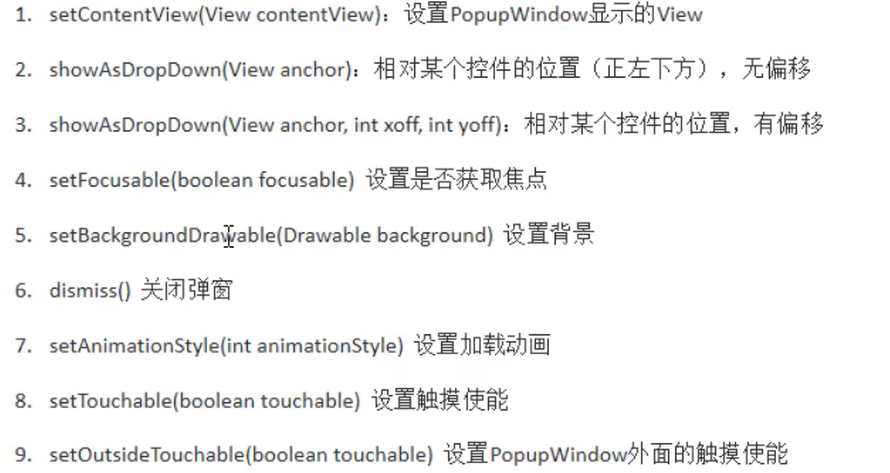 1. setContentView(View contentView)：设置PopupWindow显示的View
2. showAsDropDown(View anchor)：相对某个控件的位置（正左下方），无偏移
3. showAsDropDown(View anchor, int xoff, int yoff)：相对某个控件的位置，有偏移
4. setFocusable(boolean focusable) 设置是否获取焦点
5. setBackgroundDrawable(Drawable background) 设置背景
6. dismiss() 关闭弹窗
7. setAnimationStyle(int animationStyle) 设置加载动画
8. setTouchable(boolean touchable) 设置触摸使能
9. setOutsideTouchable(boolean touchable) 设置PopupWindow外面的触摸使能